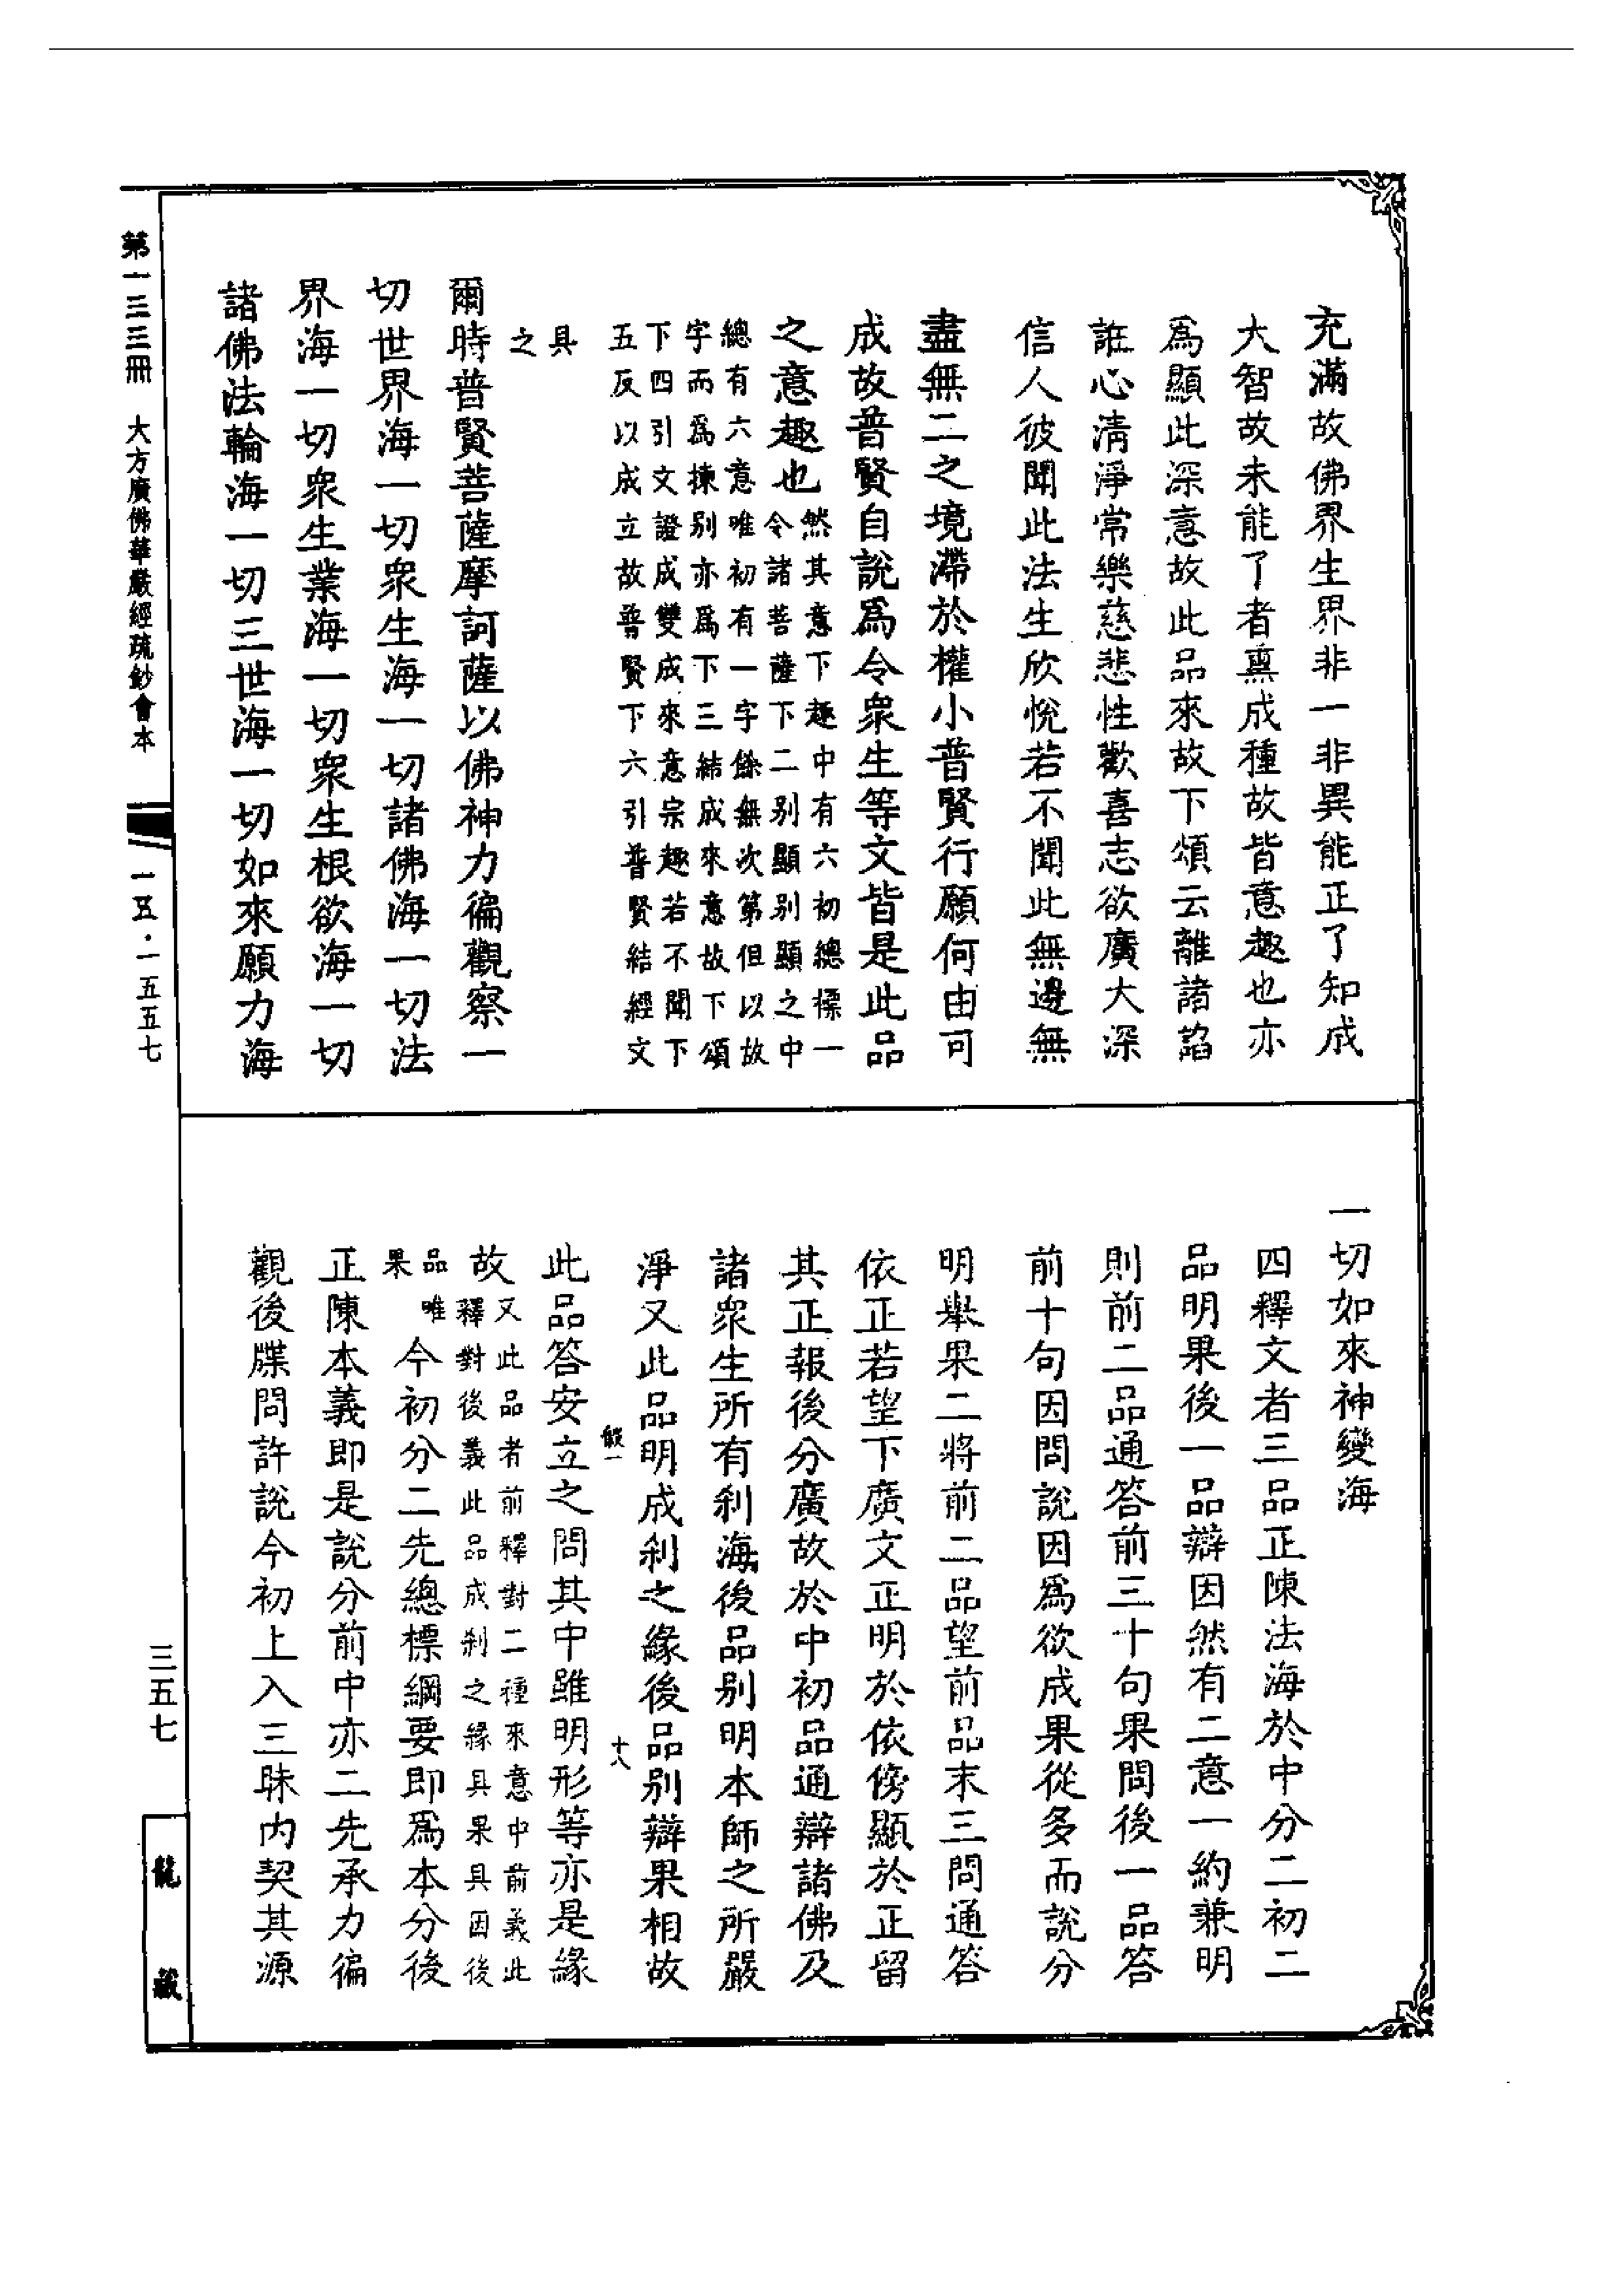 充滿故佛界生界非一非異能正了知成
大智故未能了者熏成種故皆意趣也亦
爲顯此深意故此品來故下頌云離諸諂
誑心清淨常樂慈悲性歡喜志欲廣大深
信人彼聞此法生欣悅若不聞此無邊無
盡無二之境滯於權小普賢行願何由可
成故普賢自說爲令衆生等文皆是此品
之意趣也
然其意下趣中有六初總標一
令諸菩薩下二別顯別顯之中
總有六意唯初有一字餘無次第但以故
字而爲揀別亦爲下三結成來意故下頌
下四引文證成雙成來意宗趣若不聞下
五反以成立故普賢下六引普賢結經文
具
之
爾時普賢菩薩摩訶薩以佛神力徧觀察一
切世界海一切衆生海一切諸佛海一切法
界海一切衆生業海一切衆生根欲海一切
諸佛法輪海一切三世海一切如來願力海
一切如來神變海
四釋文者三品正陳法海於中分二初二
品明果後一品辯因然有二意一約兼明
則前二品通答前三十句果問後一品答
前十句因問說因爲欲成果從多而說分
明舉果二將前二品望前品末三問通答
依正若望下廣文正明於依傍顯於正留
其正報後分廣故於中初品通辯諸佛及
諸衆生所有刹海後品別明本師之所嚴
淨又此品明成刹之緣後品別辯果相故
此品答安立之問其中雖明形等亦是緣
故
又此品者前釋對二種來意中前義此
釋對後義此品成刹之緣具果具因後
品唯
果
今初分二先總標綱要即爲本分後
正陳本義即是說分前中亦二先承力徧
觀後牒問許說今初上入三昧內契其源
第一三三冊　大方廣佛華嚴經疏鈔會本
一五·一五五七
三五七
龍藏
十八